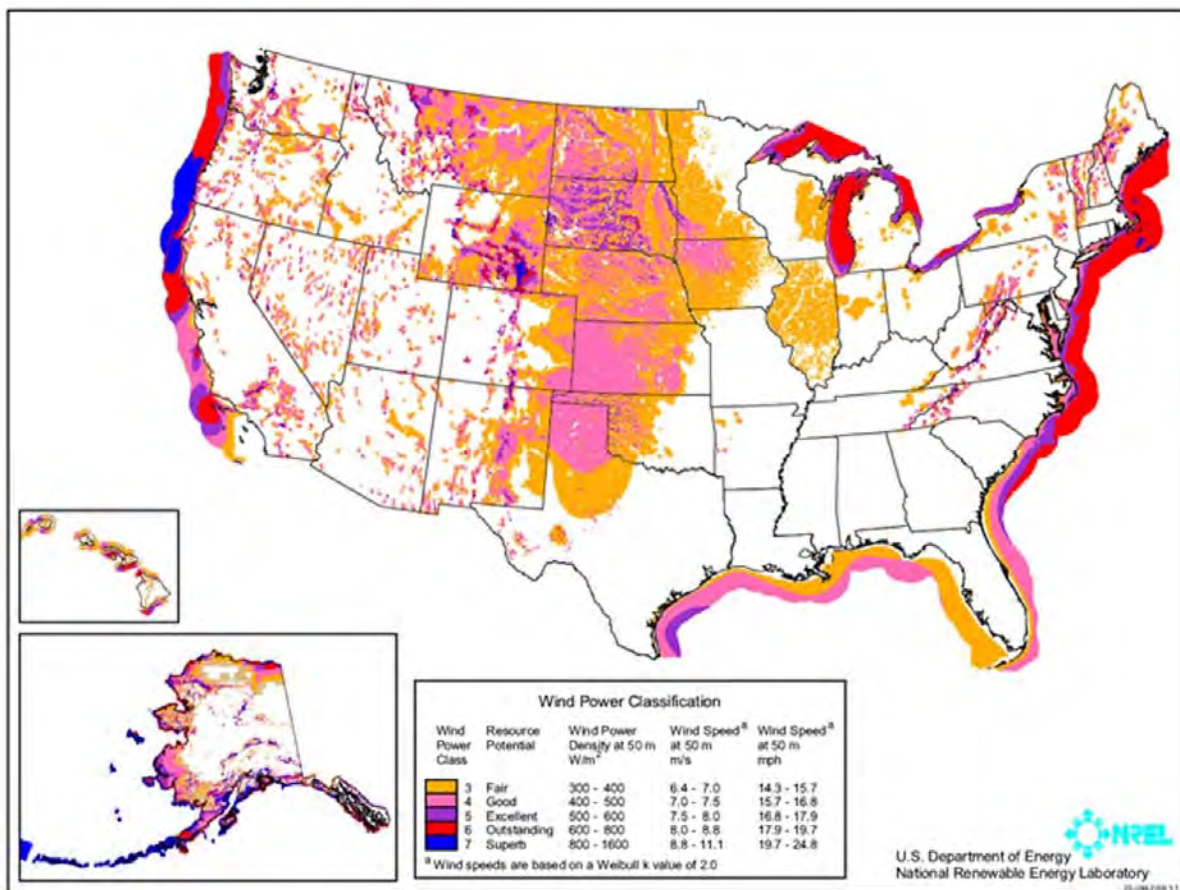 Wind Power Classification
Wind Power Class Resource Potential Wind Power Density at 50 m W/m² Wind Speedᵃ at 50 m m/s Wind Speedᵃ at 50 m mph
3 Fair 300 - 400 6.4 - 7.0 14.3 - 15.7
4 Good 400 - 500 7.0 - 7.5 15.7 - 16.8
5 Excellent 500 - 600 7.5 - 8.0 16.8 - 17.9
6 Outstanding 600 - 800 8.0 - 8.8 17.9 - 19.7
7 Superb 800 - 1600 8.8 - 11.1 19.7 - 24.8
ᵃ Wind speeds are based on a Weibull k value of 2.0
NREL
U.S. Department of Energy
National Renewable Energy Laboratory